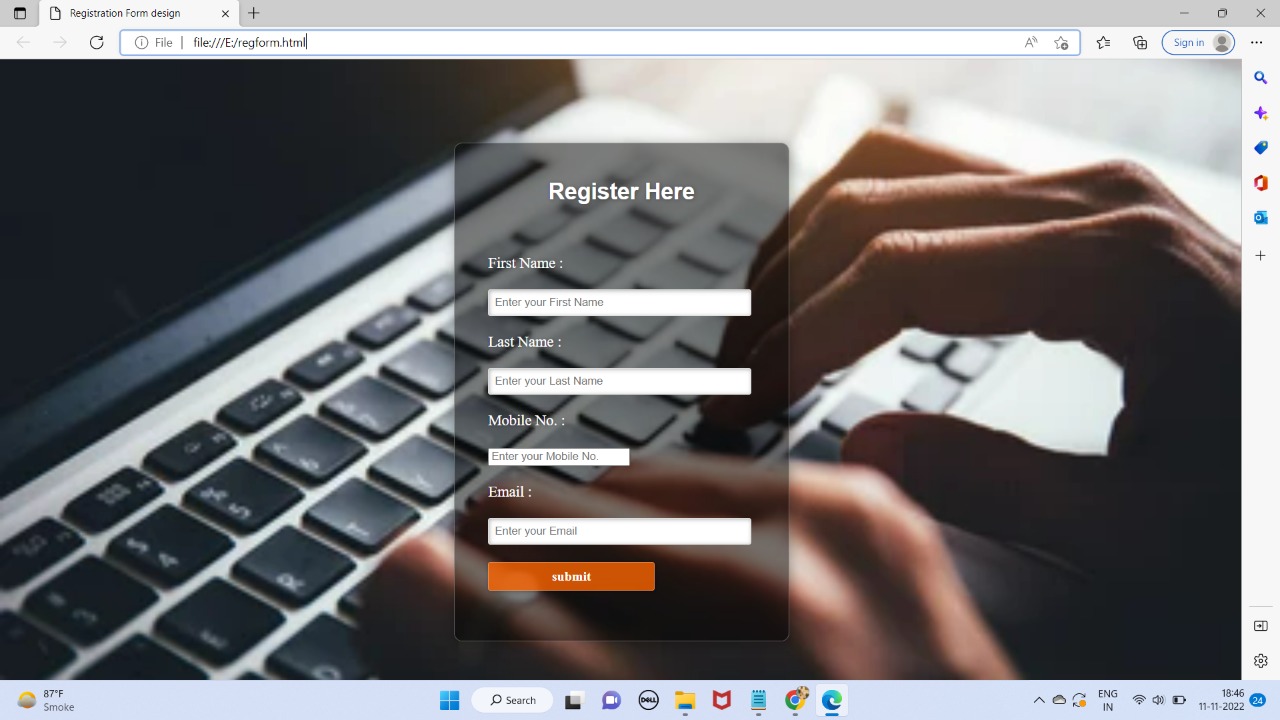 Registration Form design
File
file:///E:/regform.html
Sign in
Register Here
First Name :
Enter your First Name
Last Name :
Enter your Last Name
Mobile No. :
Enter your Mobile No.
Email :
Enter your Email
submit
87°F
Smoke
Search
DELL
ENG
IN
18:46
11-11-2022
24